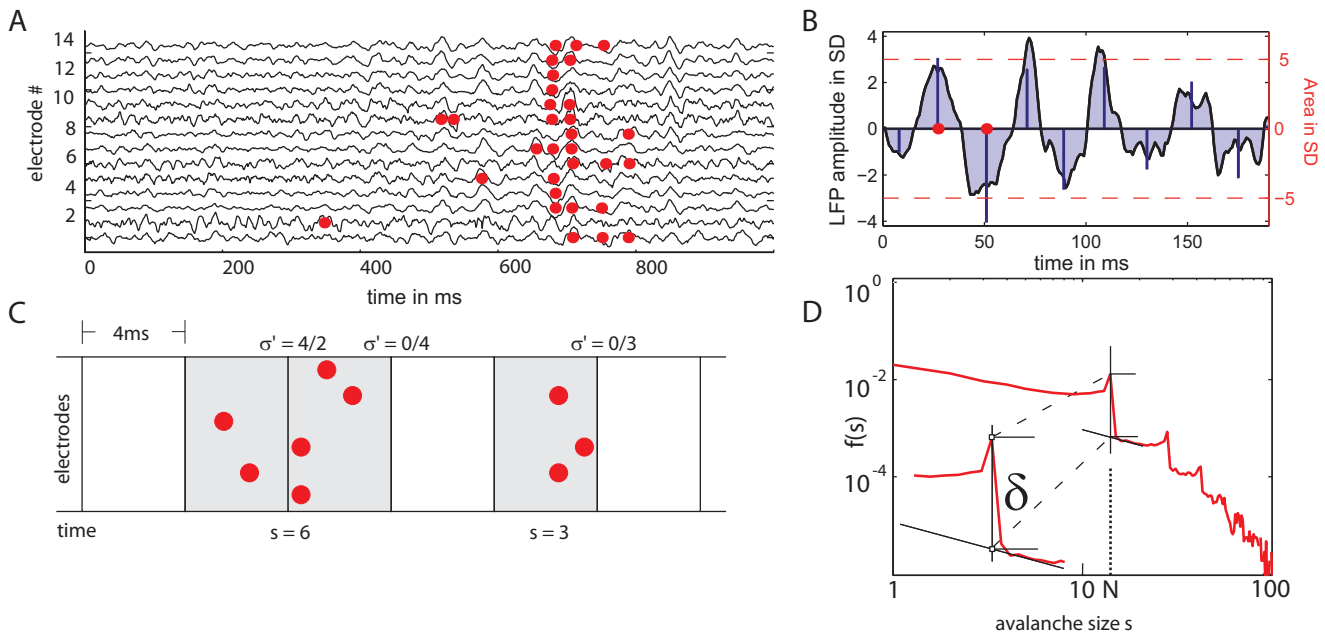 A
14
12
10
8
6
4
2
electrode #
0 200 400 600 800
time in ms
B
4
2
0
−2
−4
LFP amplitude in SD
5
0
−5
Area in SD
0 50 100 150
time in ms
C
4ms
σ' = 4/2 σ' = 0/4 σ' = 0/3
electrodes
time s = 6 s = 3
D
10⁰
10⁻²
10⁻⁴
f(s)
δ
1 10 N 100
avalanche size s